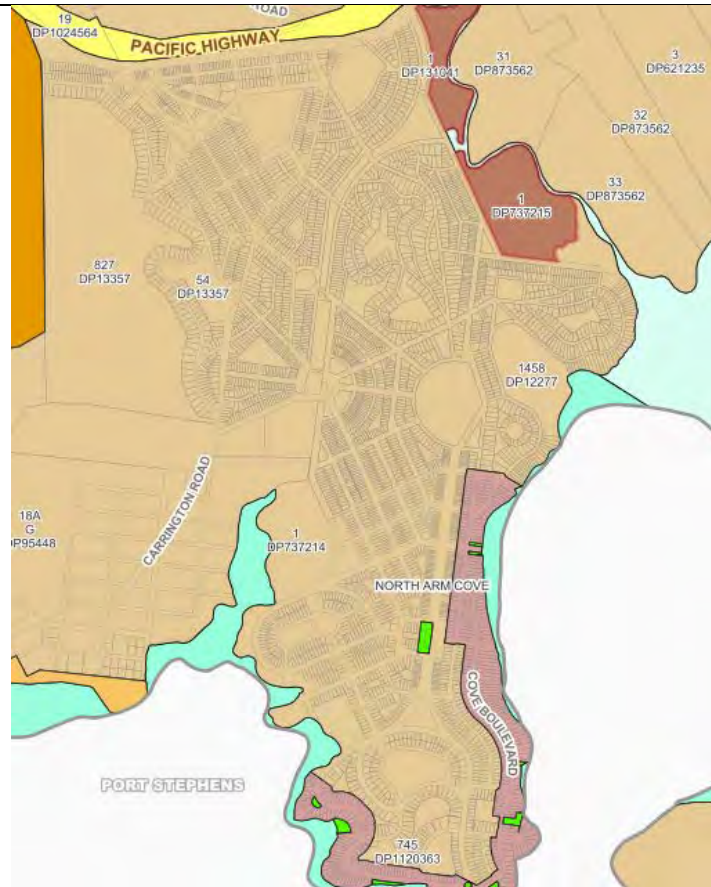 ROAD
19
DP1024564
PACIFIC HIGHWAY
1
DP131041
31
DP873562
3
DP621235
32
DP873562
33
DP873562
1
DP737215
827
DP13357
54
DP13357
1458
DP12277
CARRINGTON ROAD
18A
G
DP95448
1
DP737214
NORTH ARM COVE
COVE BOULEVARD
PORT STEPHENS
745
DP1120363